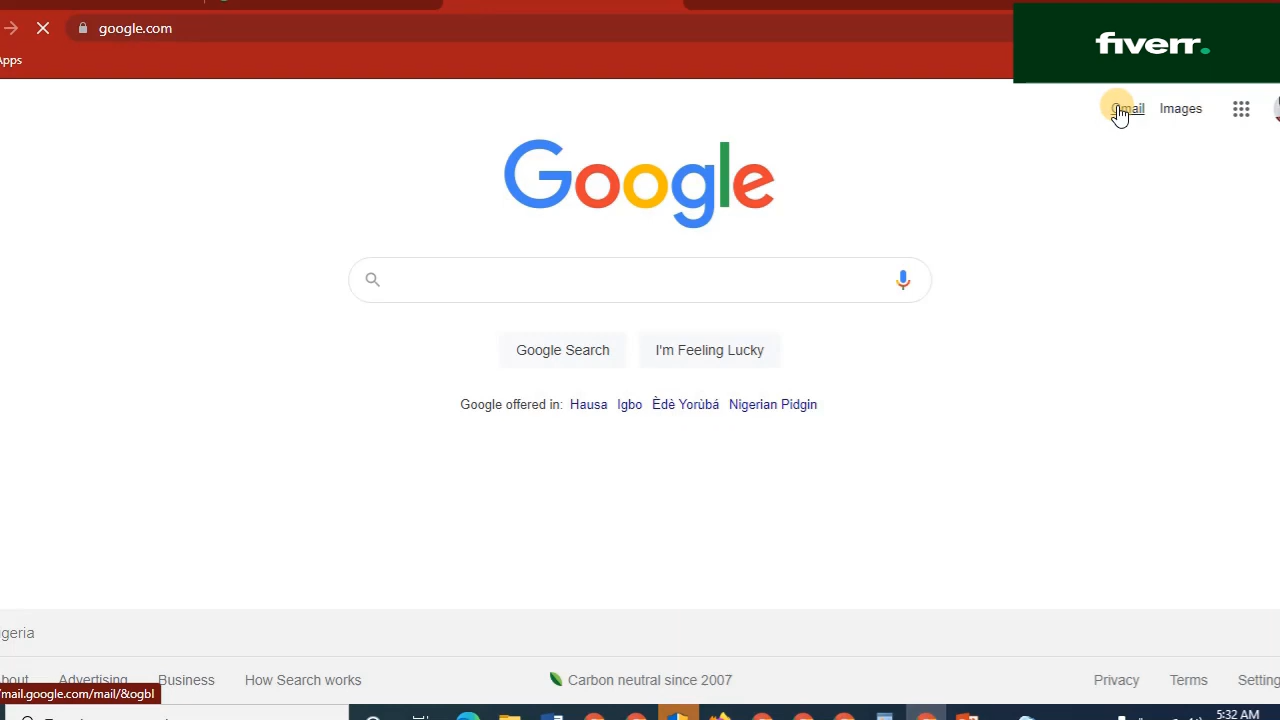 google.com
fiverr.
Apps
Gmail Images
Google
Google Search I'm Feeling Lucky
Google offered in: Hausa Igbo Èdè Yorùbá Nigerian Pidgin
geria
bout Advertising Business How Search works Carbon neutral since 2007 Privacy Terms Setting
/mail.google.com/mail/&ogbl
5:32 AM